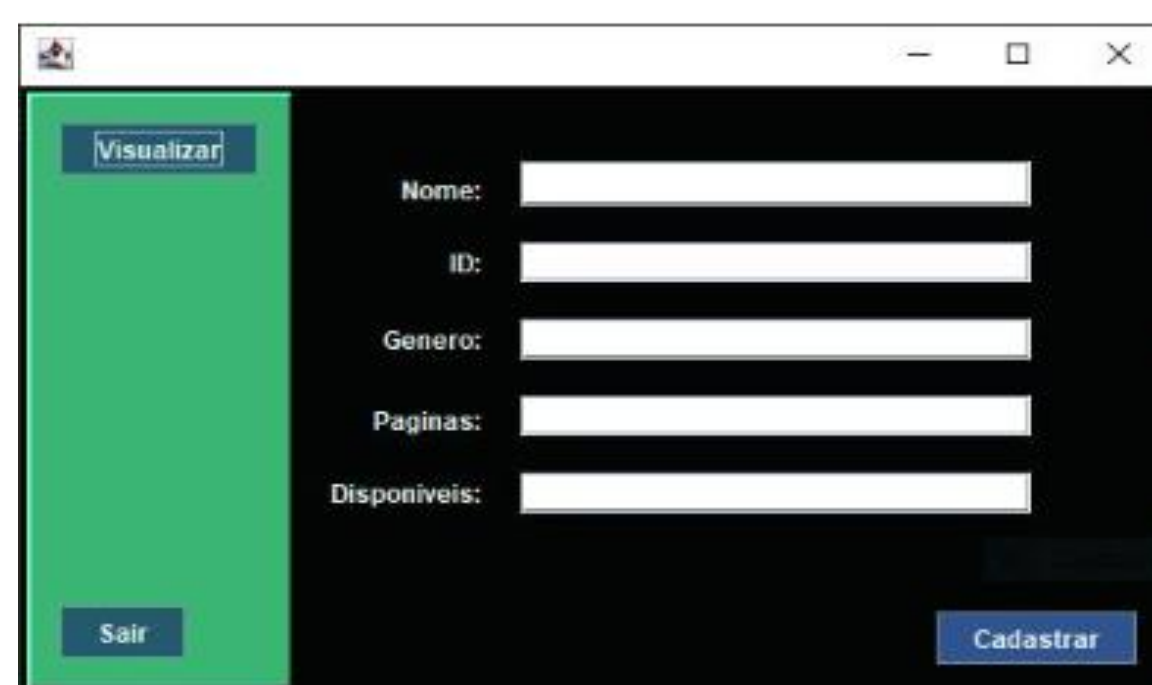 Visualizar
Nome:
ID:
Genero:
Paginas:
Disponiveis:
Sair
Cadastrar